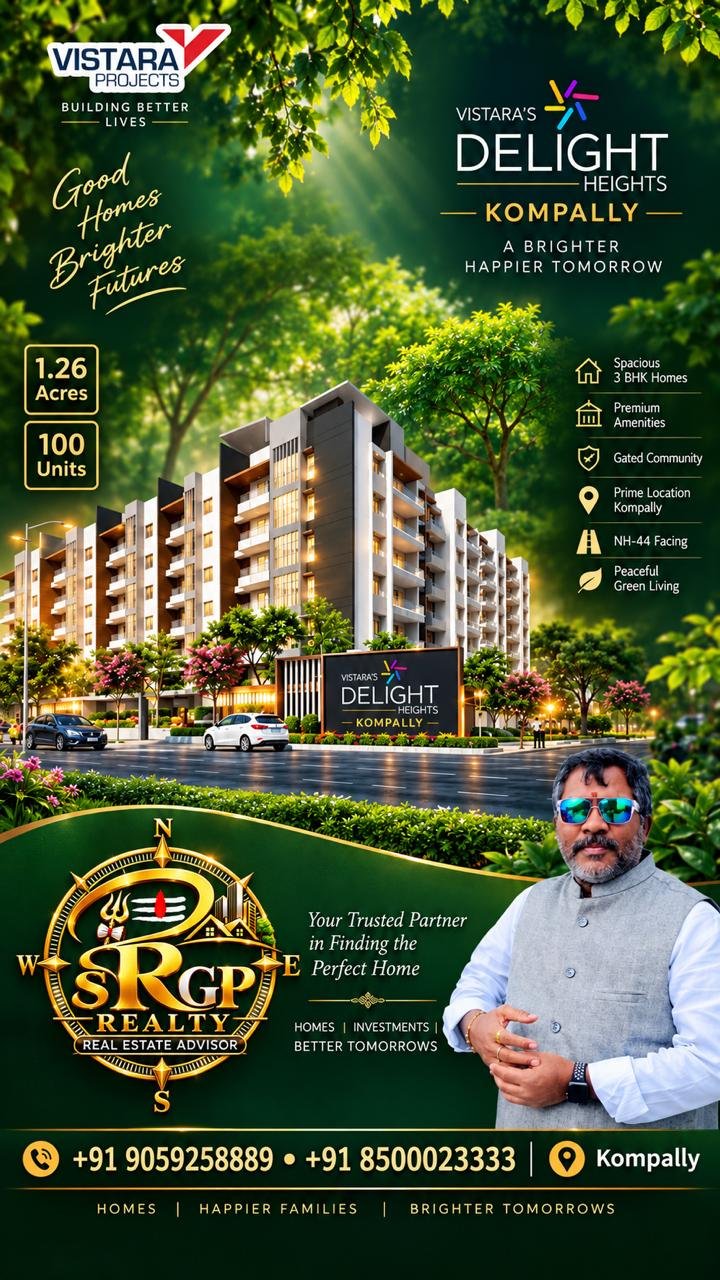 VISTARA
PROJECTS
BUILDING BETTER
LIVES
Good
Homes
Brighter
Futures
VISTARA'S
DELIGHT
HEIGHTS
KOMPALLY
A BRIGHTER
HAPPIER TOMORROW
1.26
Acres
100
Units
Spacious
3 BHK Homes
Premium
Amenities
Gated Community
Prime Location
Kompally
NH-44 Facing
Peaceful
Green Living
VISTARA'S
DELIGHT
HEIGHTS
KOMPALLY
N
W
E
S
SRGP
REALTY
REAL ESTATE ADVISOR
Your Trusted Partner
in Finding the
Perfect Home
HOMES | INVESTMENTS |
BETTER TOMORROWS
+91 9059258889 • +91 8500023333 | Kompally
HOMES | HAPPIER FAMILIES | BRIGHTER TOMORROWS